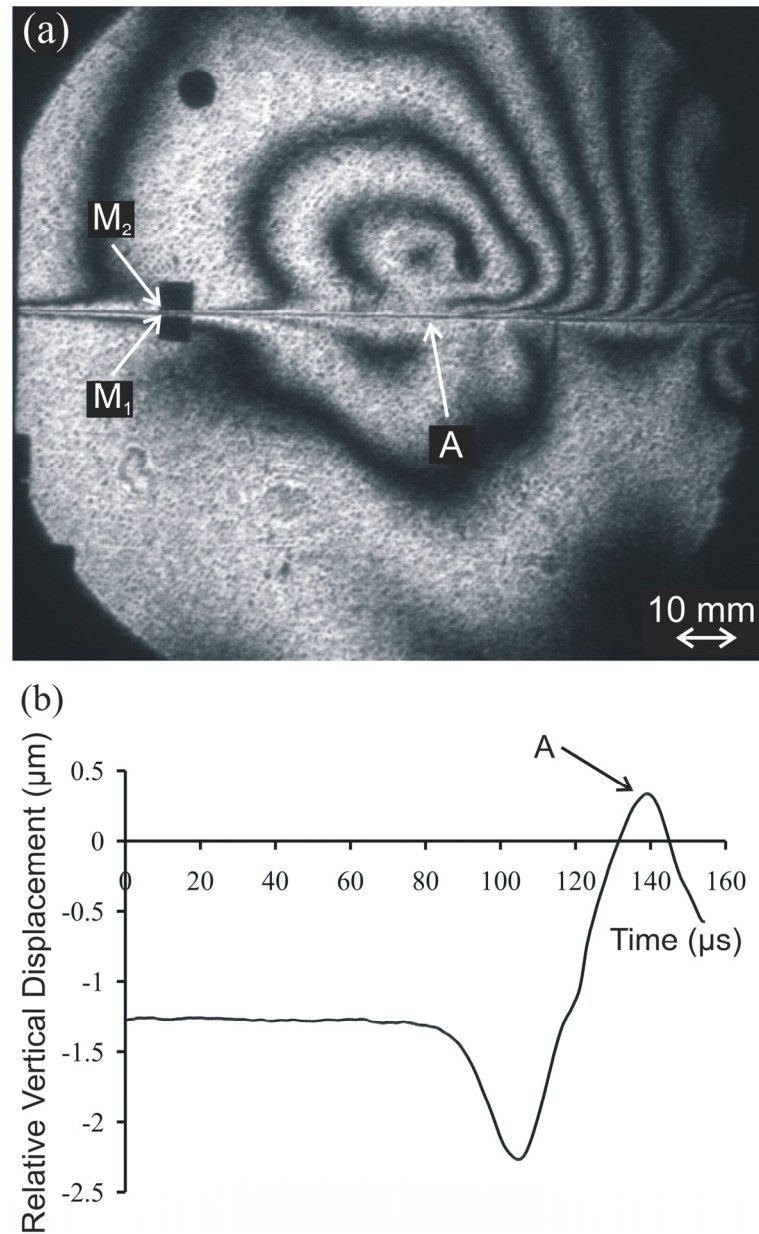 (a)
M₂
M₁
A
10 mm
(b)
A
Relative Vertical Displacement (µm)
0.5
0
-0.5
-1
-1.5
-2
-2.5
0 20 40 60 80 100 120 140 160
Time (µs)